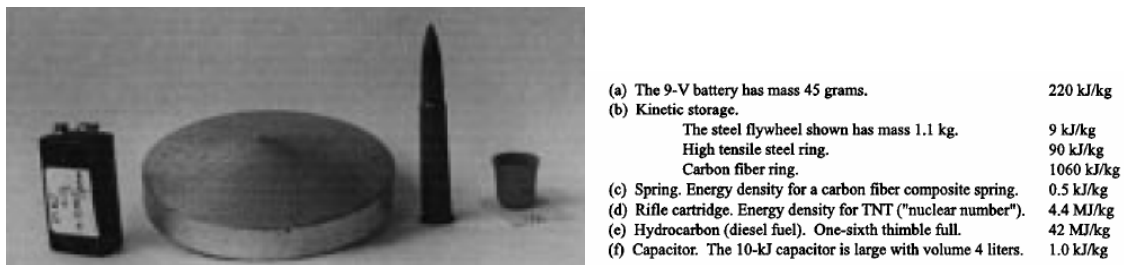 (a) The 9-V battery has mass 45 grams. 220 kJ/kg
(b) Kinetic storage.
The steel flywheel shown has mass 1.1 kg. 9 kJ/kg
High tensile steel ring. 90 kJ/kg
Carbon fiber ring. 1060 kJ/kg
(c) Spring. Energy density for a carbon fiber composite spring. 0.5 kJ/kg
(d) Rifle cartridge. Energy density for TNT ("nuclear number"). 4.4 MJ/kg
(e) Hydrocarbon (diesel fuel). One-sixth thimble full. 42 MJ/kg
(f) Capacitor. The 10-kJ capacitor is large with volume 4 liters. 1.0 kJ/kg